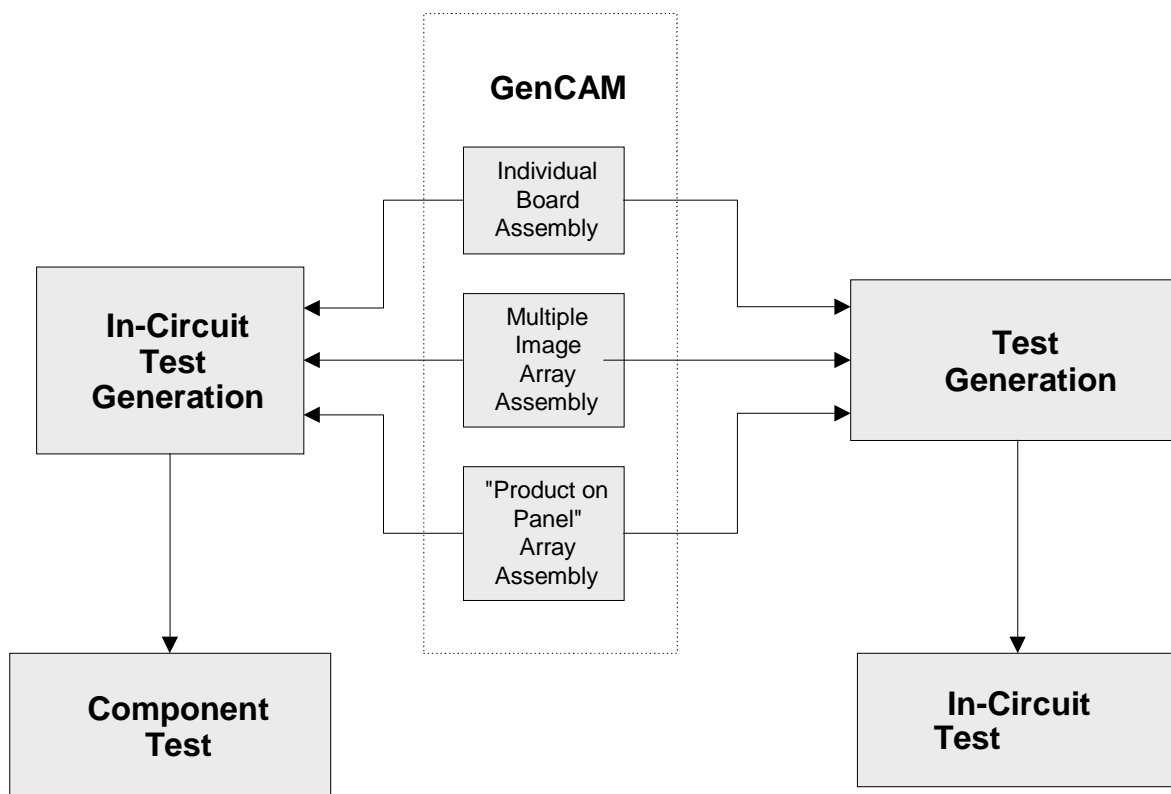 GenCAM
Individual
Board
Assembly
In-Circuit
Test
Generation
Multiple
Image
Array
Assembly
Test
Generation
"Product on
Panel"
Array
Assembly
Component
Test
In-Circuit
Test